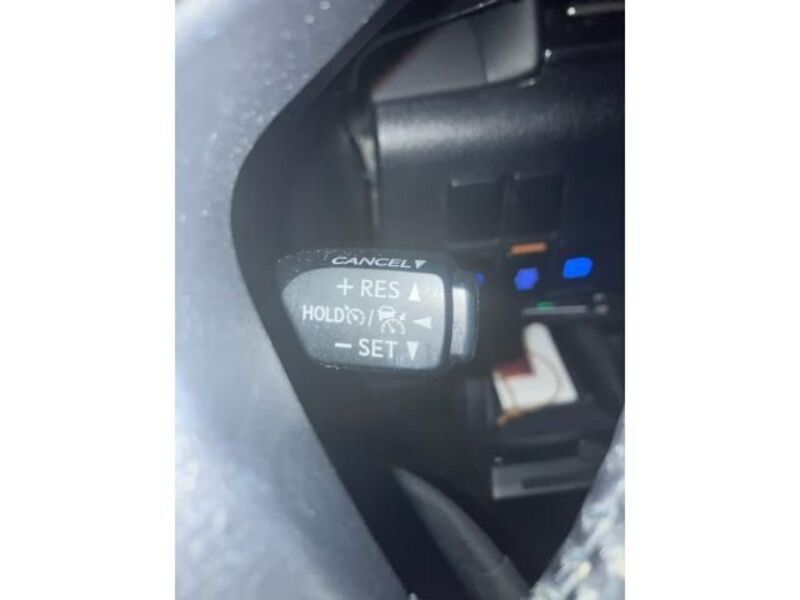 CANCEL
+ RES
HOLD /
- SET